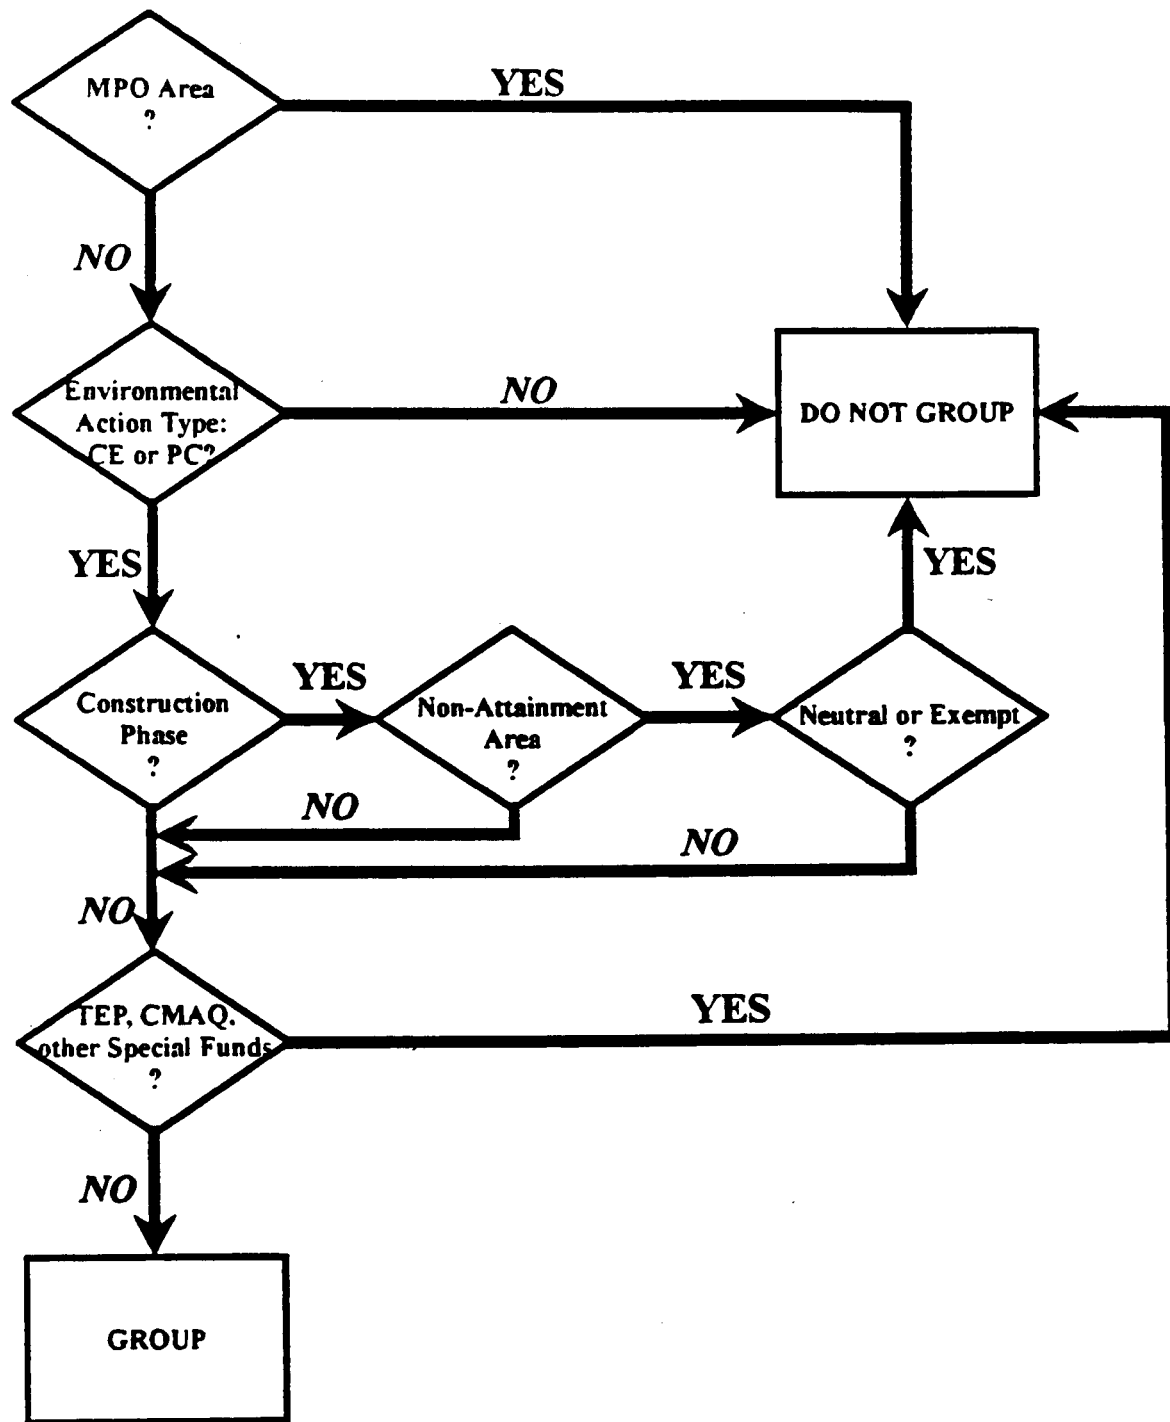 MPO Area
?
YES
NO
Environmental
Action Type:
CE or PC?
NO
DO NOT GROUP
YES
YES
Construction
Phase
?
YES
Non-Attainment
Area
?
YES
Neutral or Exempt
?
NO
NO
NO
TEP, CMAQ,
other Special Funds
?
YES
NO
GROUP